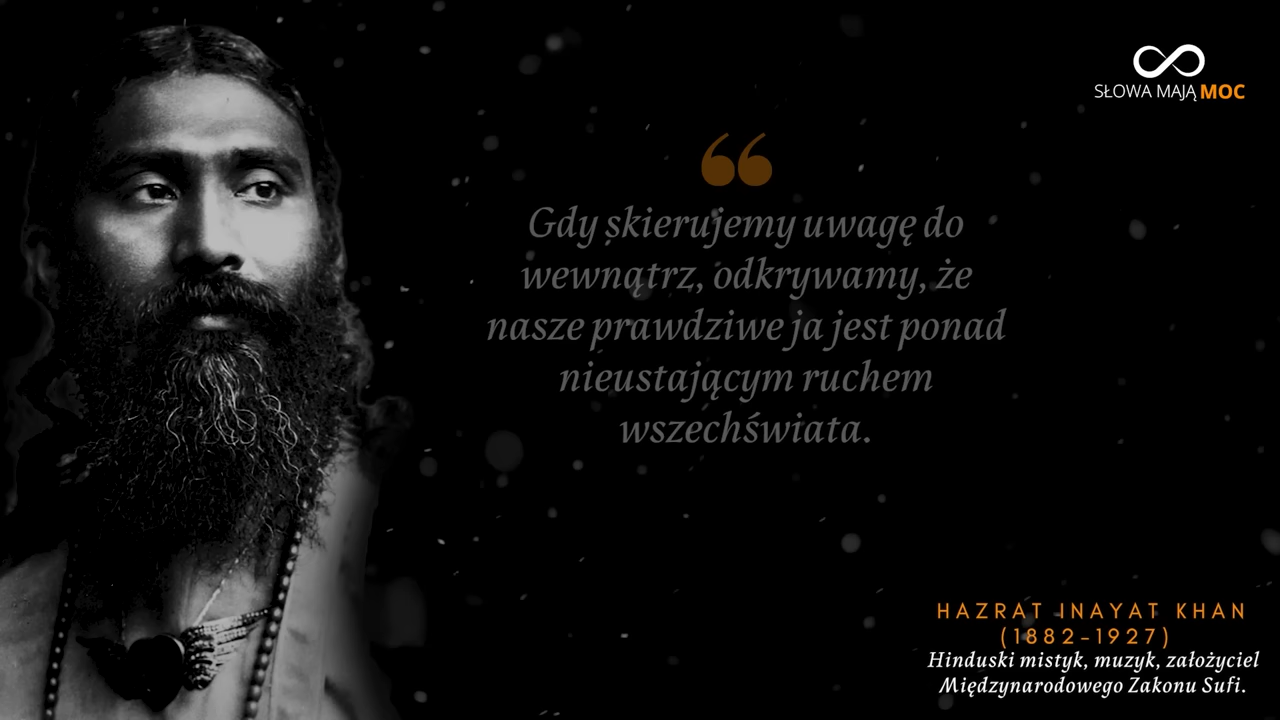 SŁOWA MAJĄ MOC
“
Gdy skierujemy uwagę do
wewnątrz, odkrywamy, że
nasze prawdziwe ja jest ponad
nieustającym ruchem
wszechświata.
HAZRAT INAYAT KHAN
(1882-1927)
Hinduski mistyk, muzyk, założyciel
Międzynarodowego Zakonu Sufi.